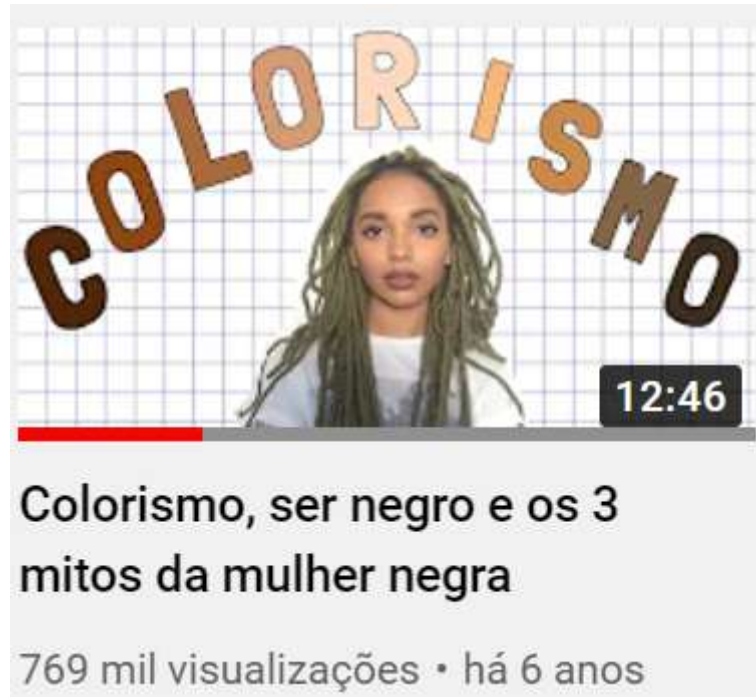 COLORISMO
12:46
Colorismo, ser negro e os 3
mitos da mulher negra
769 mil visualizações • há 6 anos